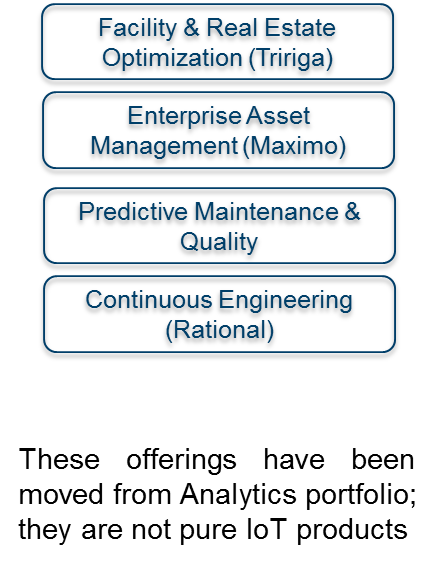 Facility & Real Estate
Optimization (Tririga)
Enterprise Asset
Management (Maximo)
Predictive Maintenance &
Quality
Continuous Engineering
(Rational)
These offerings have been
moved from Analytics portfolio;
they are not pure IoT products